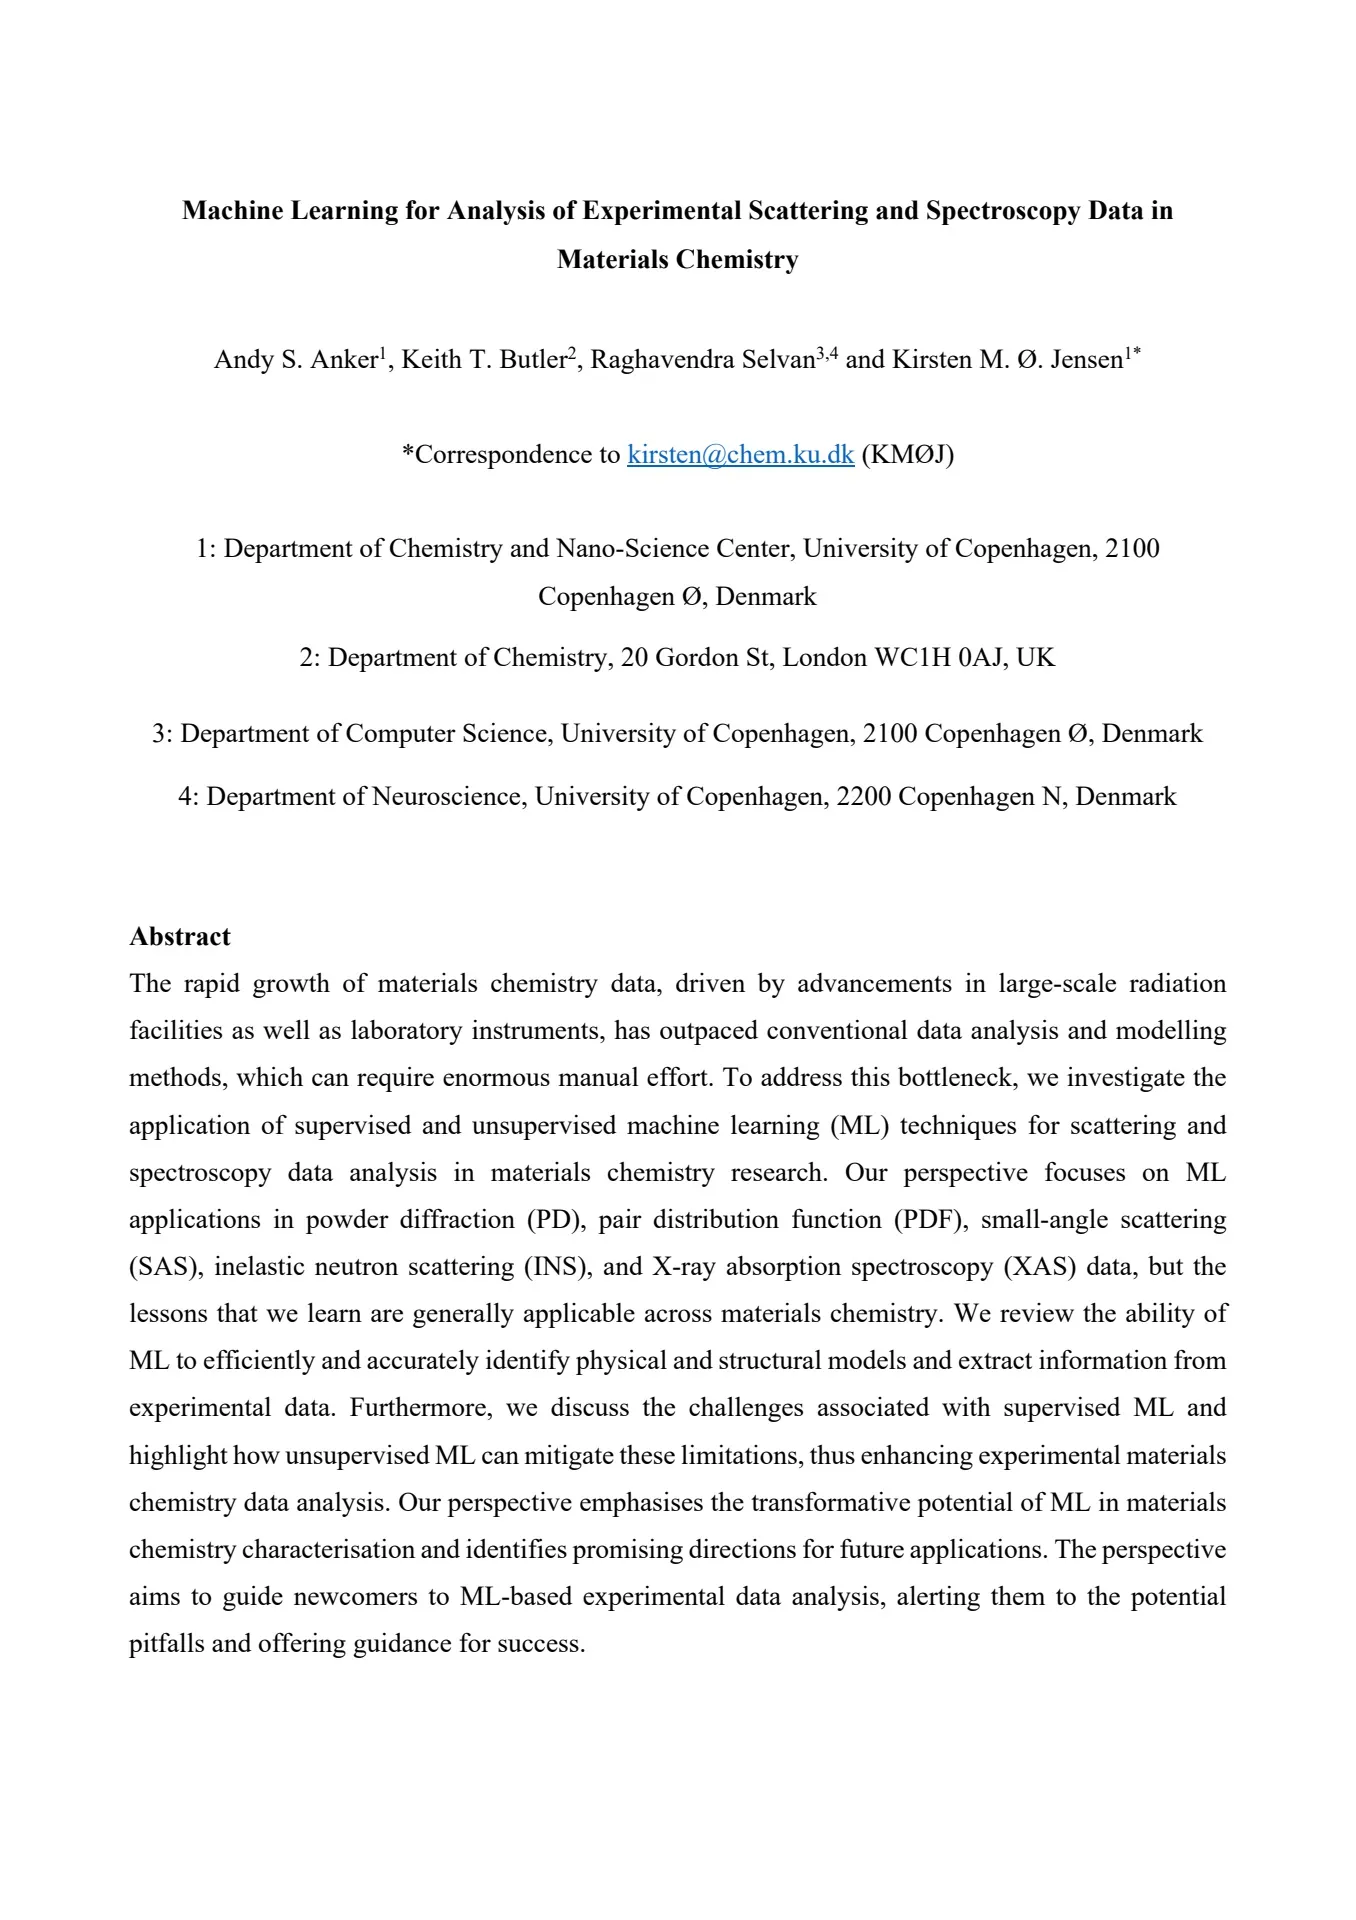 Machine Learning for Analysis of Experimental Scattering and Spectroscopy Data in
Materials Chemistry
Andy S. Anker1, Keith T. Butler2, Raghavendra Selvan3,4 and Kirsten M. Ø. Jensen1*
*Correspondence to kirsten@chem.ku.dk (KMØJ)
1: Department of Chemistry and Nano-Science Center, University of Copenhagen, 2100
Copenhagen Ø, Denmark
2: Department of Chemistry, 20 Gordon St, London WC1H 0AJ, UK
3: Department of Computer Science, University of Copenhagen, 2100 Copenhagen Ø, Denmark
4: Department of Neuroscience, University of Copenhagen, 2200 Copenhagen N, Denmark
Abstract
The rapid growth of materials chemistry data, driven by advancements in large-scale radiation
facilities as well as laboratory instruments, has outpaced conventional data analysis and modelling
methods, which can require enormous manual effort. To address this bottleneck, we investigate the
application of supervised and unsupervised machine learning (ML) techniques for scattering and
spectroscopy data analysis in materials chemistry research. Our perspective focuses on ML
applications in powder diffraction (PD), pair distribution function (PDF), small-angle scattering
(SAS), inelastic neutron scattering (INS), and X-ray absorption spectroscopy (XAS) data, but the
lessons that we learn are generally applicable across materials chemistry. We review the ability of
ML to efficiently and accurately identify physical and structural models and extract information from
experimental data. Furthermore, we discuss the challenges associated with supervised ML and
highlight how unsupervised ML can mitigate these limitations, thus enhancing experimental materials
chemistry data analysis. Our perspective emphasises the transformative potential of ML in materials
chemistry characterisation and identifies promising directions for future applications. The perspective
aims to guide newcomers to ML-based experimental data analysis, alerting them to the potential
pitfalls and offering guidance for success.